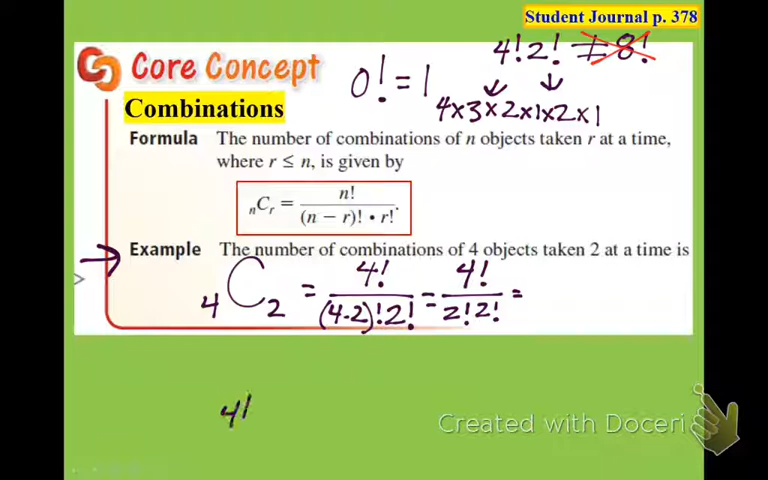 Student Journal p. 378
4!2! ≠ 8!
Core Concept
0! = 1
4×3×2×1×2×1
Combinations
Formula The number of combinations of n objects taken r at a time,
where r ≤ n, is given by
nCr = n! / (n − r)! • r!.
Example The number of combinations of 4 objects taken 2 at a time is
4C2 = 4! / (4-2)!2! = 4! / 2!2! =
4!
Created with Doceri